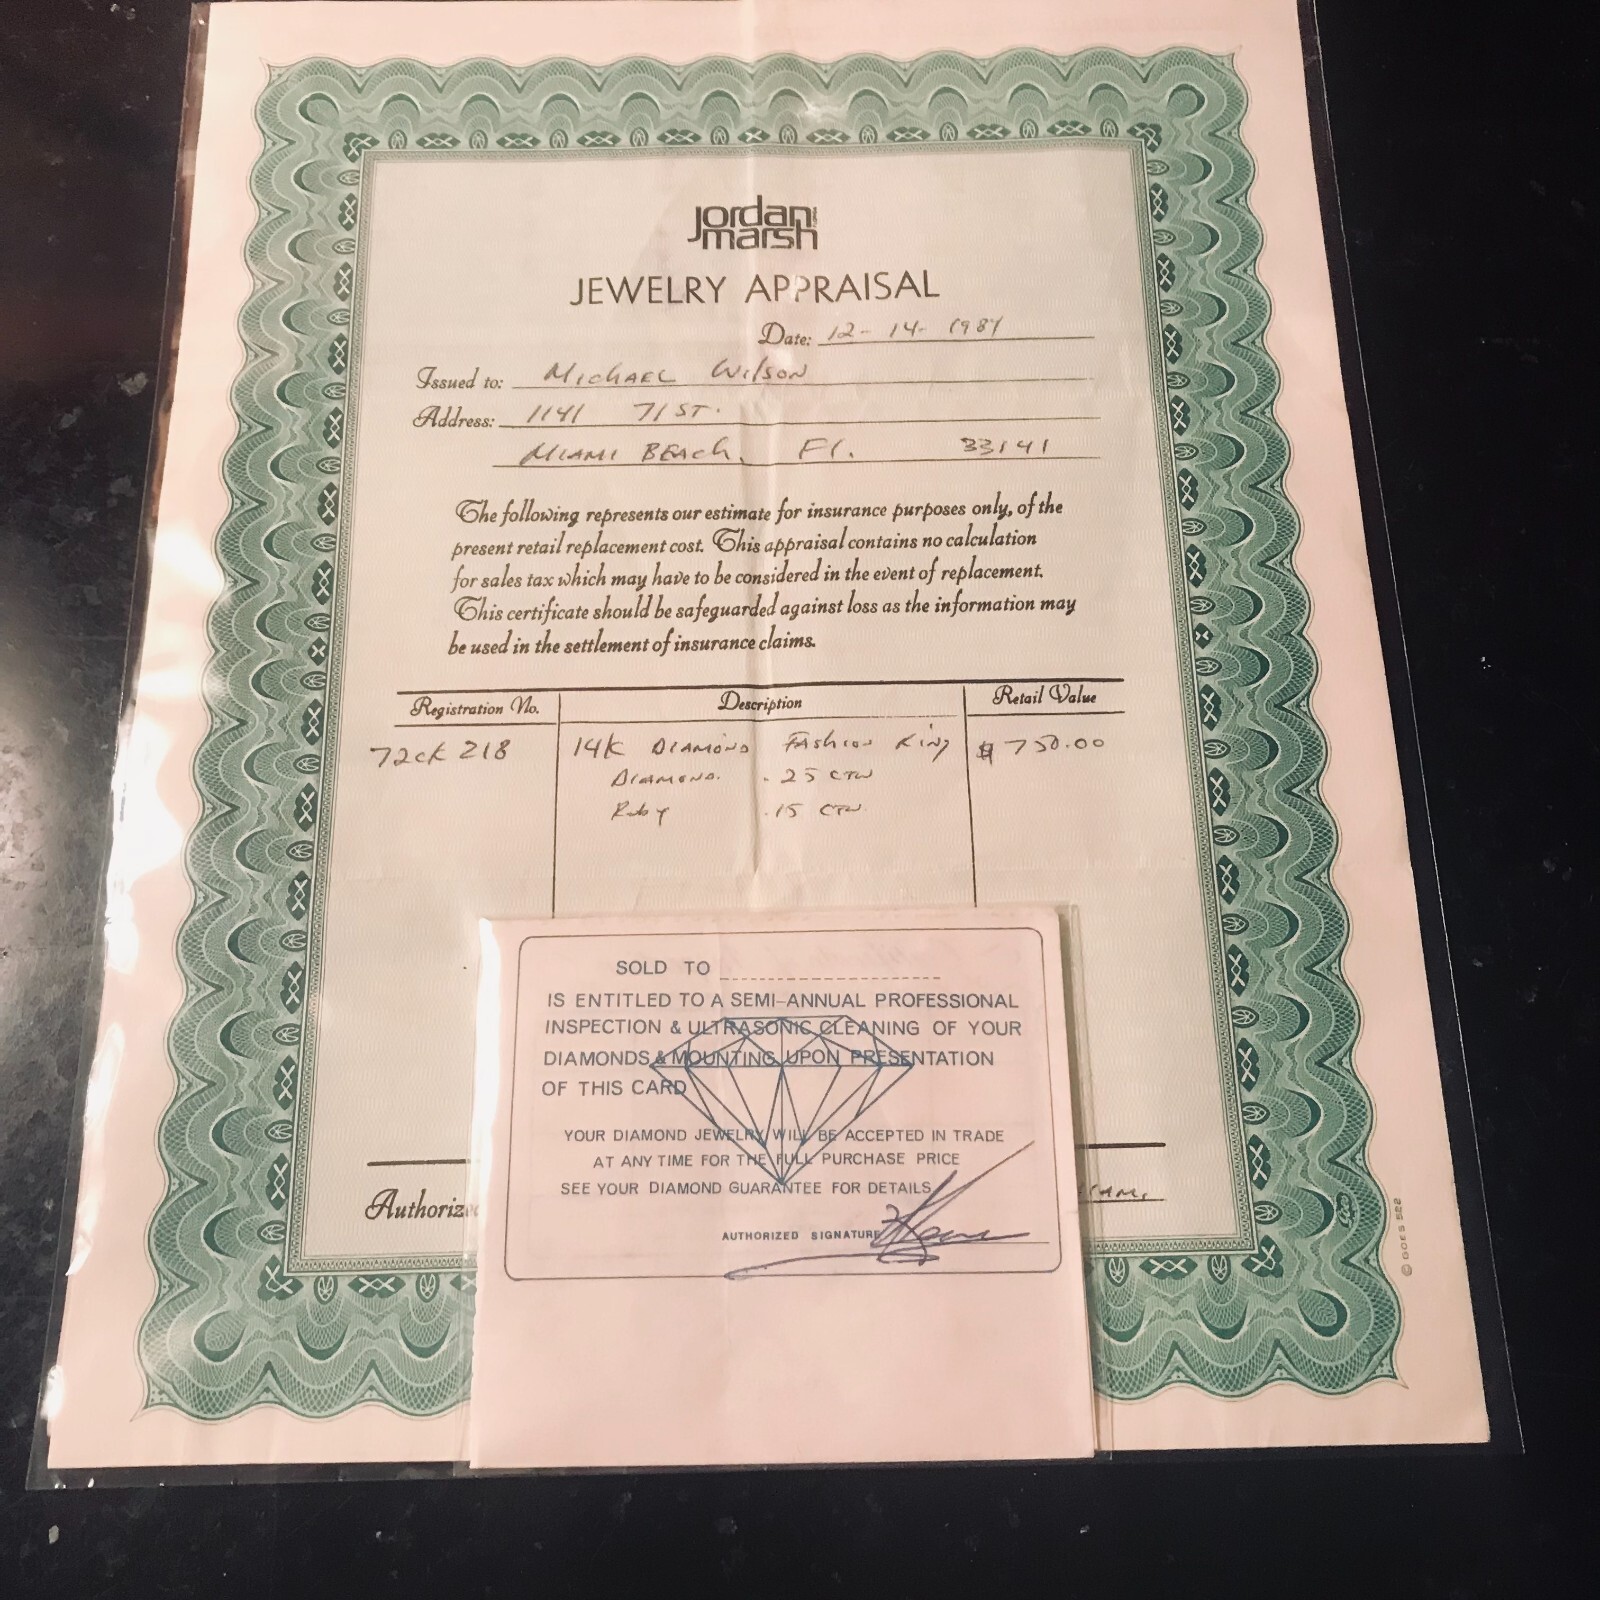 jordan marsh
JEWELRY APPRAISAL
Date: 12-14-1987
Issued to: Michael Wilson
Address: 1141 71 ST.
Miami Beach, Fl. 33141
The following represents our estimate for insurance purposes only, of the
present retail replacement cost. This appraisal contains no calculation
for sales tax which may have to be considered in the event of replacement.
This certificate should be safeguarded against loss as the information may
be used in the settlement of insurance claims.
Registration No. Description Retail Value
72CK 218 14K Diamond Fashion Ring $750.00
Diamond. .25 CTW
Ruby .15 CTW
SOLD TO
IS ENTITLED TO A SEMI-ANNUAL PROFESSIONAL
INSPECTION & ULTRASONIC CLEANING OF YOUR
DIAMONDS & MOUNTING UPON PRESENTATION
OF THIS CARD
YOUR DIAMOND JEWELRY WILL BE ACCEPTED IN TRADE
AT ANY TIME FOR THE FULL PURCHASE PRICE
SEE YOUR DIAMOND GUARANTEE FOR DETAILS
AUTHORIZED SIGNATURE
Authoriz
© GOES 522